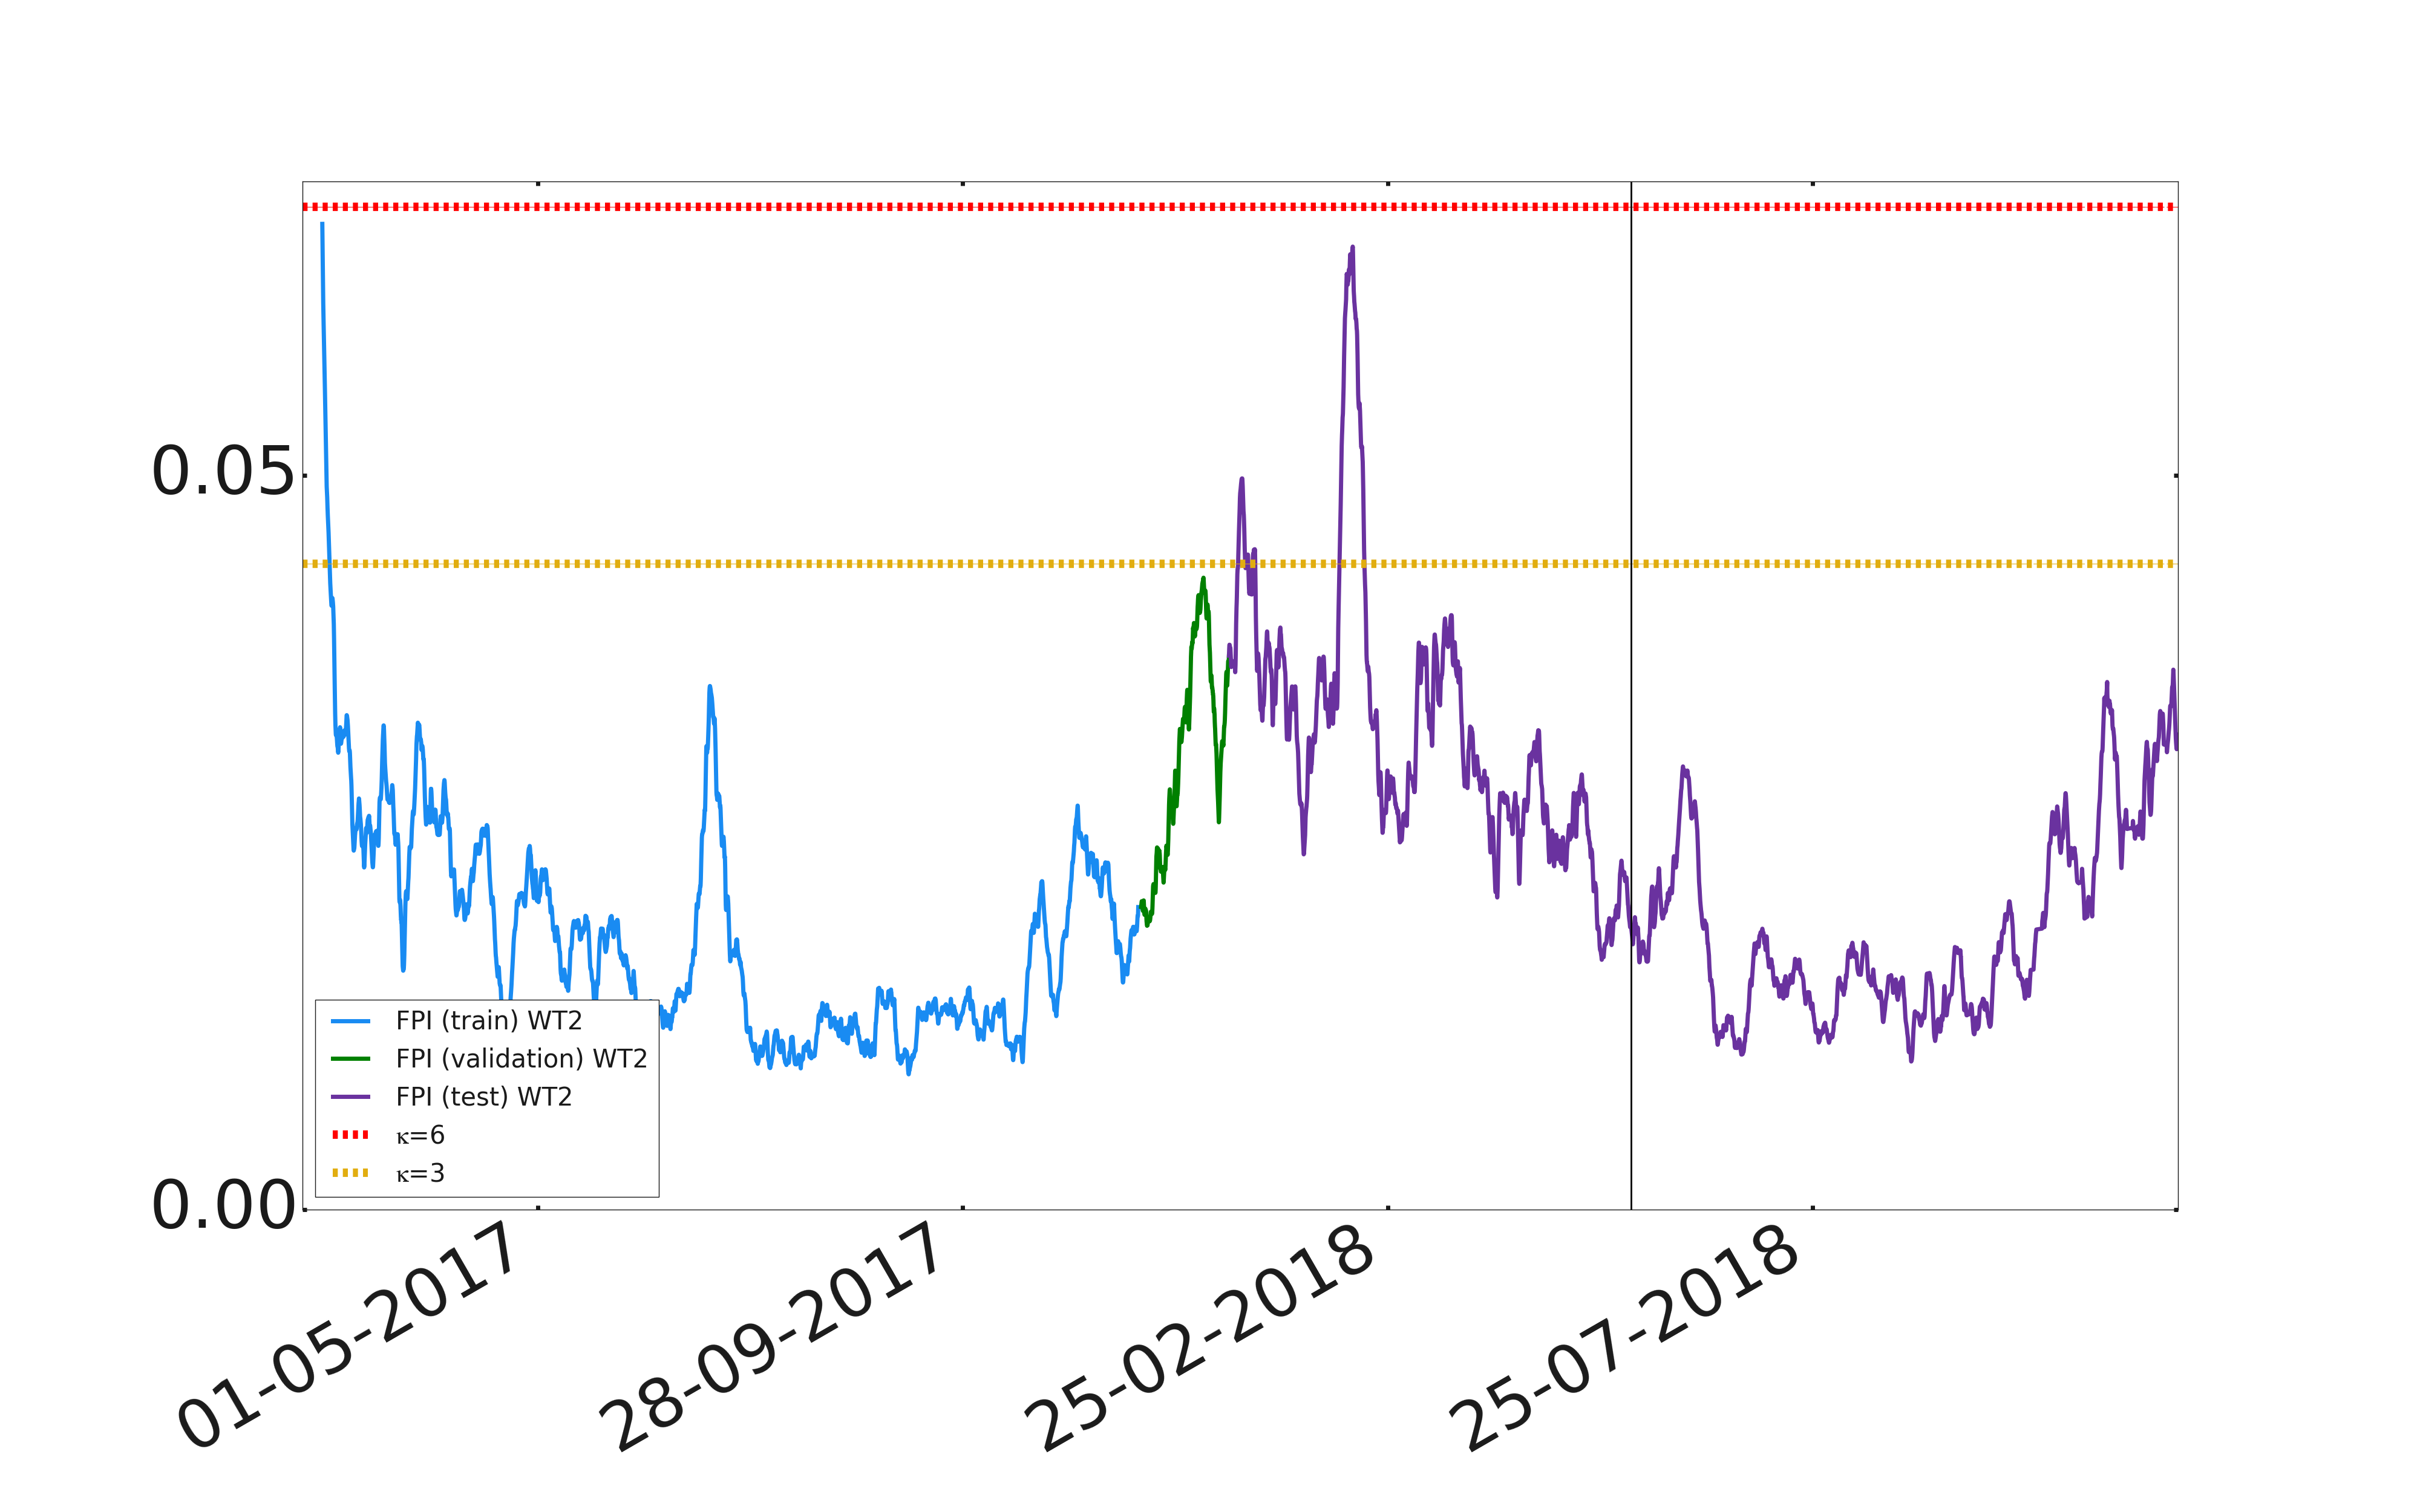 0.05
0.00
FPI (train) WT2
FPI (validation) WT2
FPI (test) WT2
κ=6
κ=3
01-05-2017
28-09-2017
25-02-2018
25-07-2018